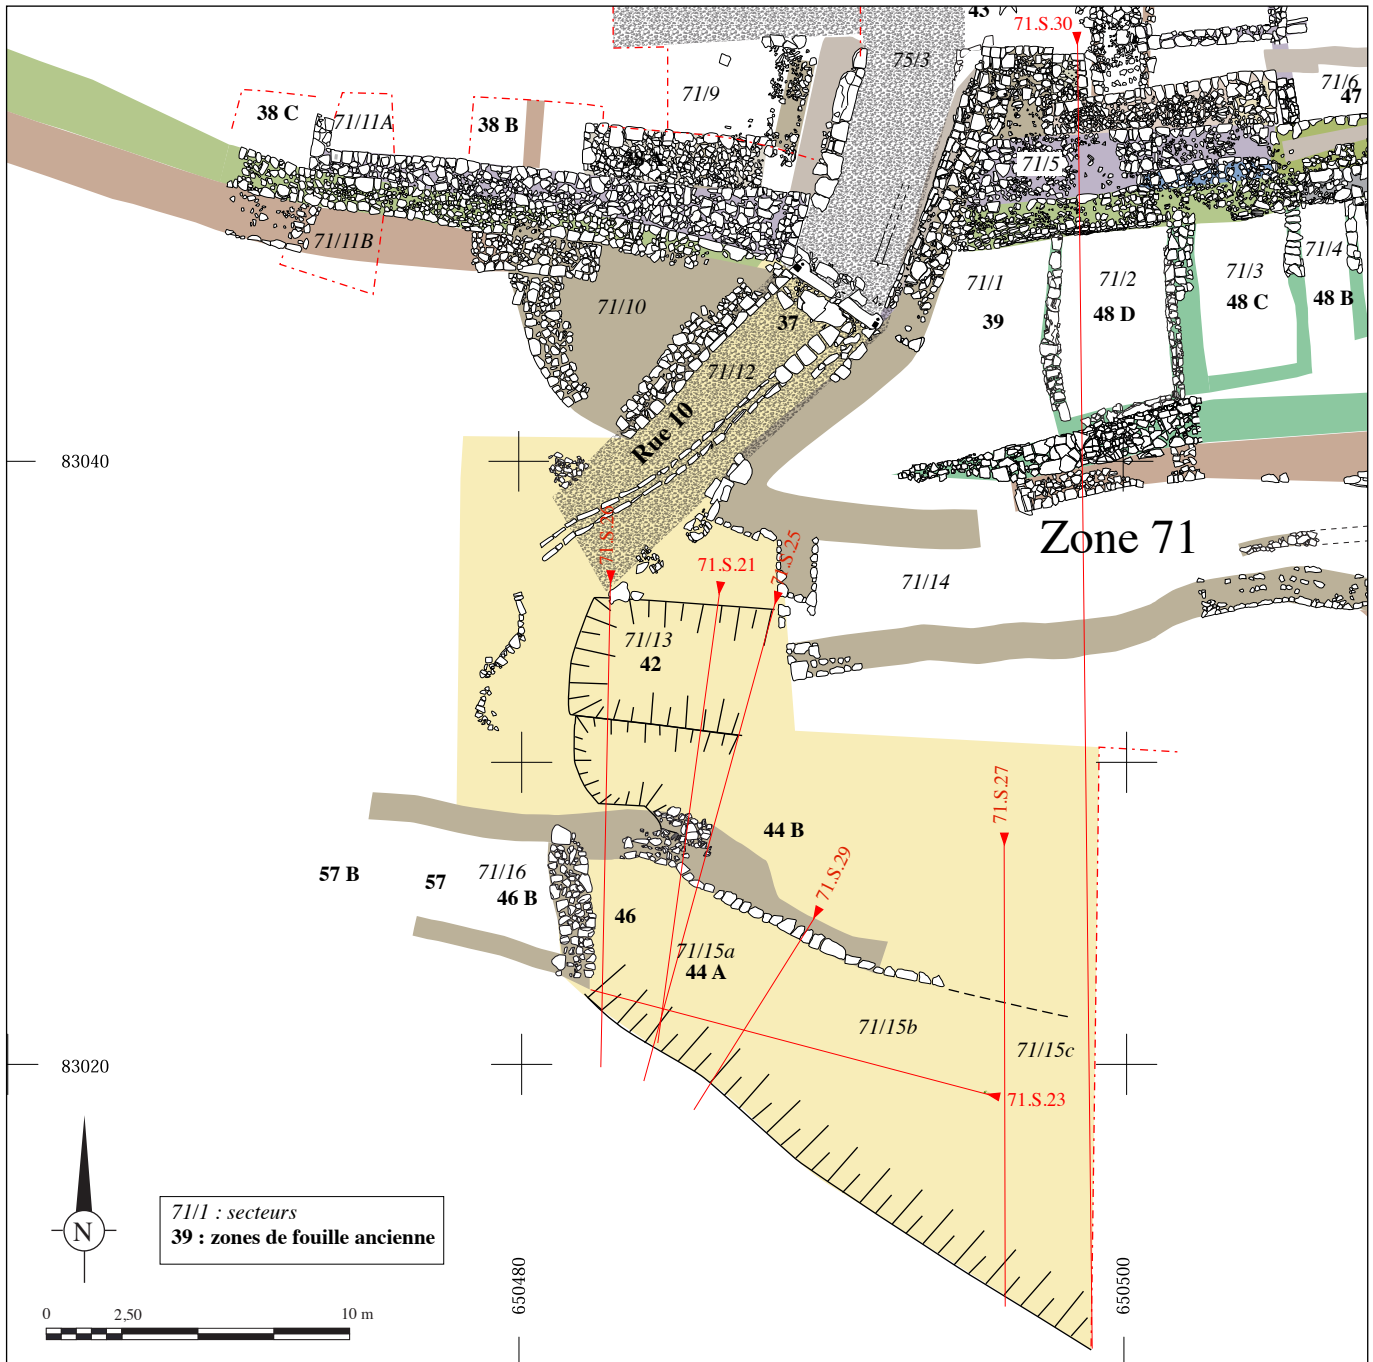 43
71.S.30
75/3
71/9
71/6
47
38 C
71/11A
38 B
38 A
71/5
71/11B
71/10
37
71/12
Rue 10
71/1
39
71/2
48 D
71/3
48 C
71/4
48 B
83040
71.S.26
71.S.21
71.S.25
Zone 71
71/14
71/13
42
71.S.27
44 B
57 B
57
71/16
46 B
71.S.29
46
71/15a
44 A
71/15b
71/15c
83020
71.S.23
N
71/1 : secteurs
39 : zones de fouille ancienne
650480
650500
0 2,50 10 m